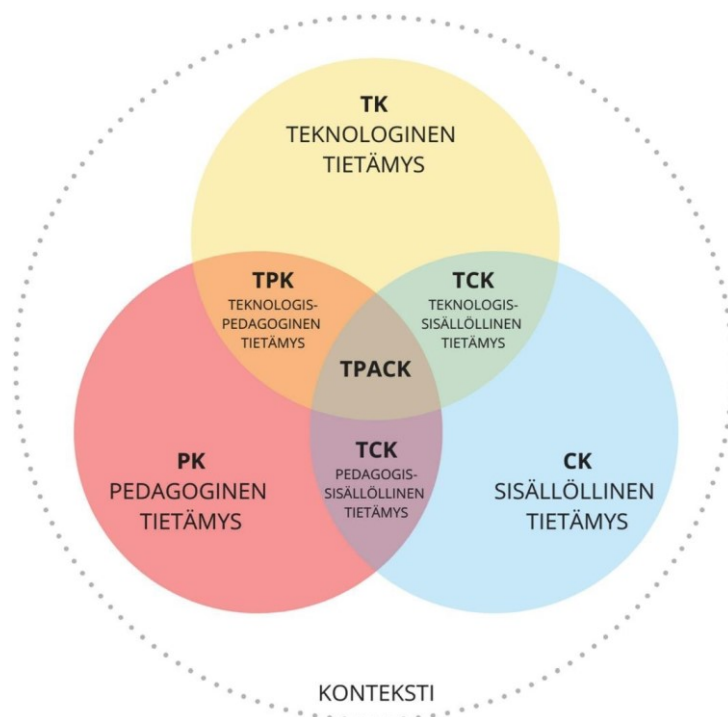 TK
TEKNOLOGINEN
TIETÄMYS
TPK
TEKNOLOGIS-
PEDAGOGINEN
TIETÄMYS
TCK
TEKNOLOGIS-
SISÄLLÖLLINEN
TIETÄMYS
TPACK
PK
PEDAGOGINEN
TIETÄMYS
TCK
PEDAGOGIS-
SISÄLLÖLLINEN
TIETÄMYS
CK
SISÄLLÖLLINEN
TIETÄMYS
KONTEKSTI